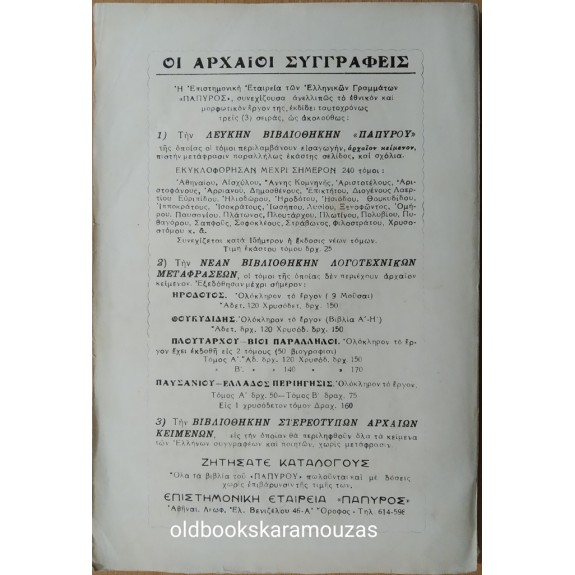 ΟΙ ΑΡΧΑΙΟΙ ΣΥΓΓΡΑΦΕΙΣ
Ἡ Ἐπιστημονική Ἑταιρεία τῶν Ἑλληνικῶν Γραμμάτων
«ΠΑΠΥΡΟΣ», συνεχίζουσα ἀνελλιπῶς τὸ ἐθνικὸν καὶ
μορφωτικὸν ἔργον της, ἐκδίδει ταυτοχρόνως
τρεῖς (3) σειράς, ὡς ἀκολούθως:
1) Τὴν ΛΕΥΚΗΝ ΒΙΒΛΙΟΘΗΚΗΝ «ΠΑΠΥΡΟΥ»
τῆς ὁποίας οἱ τόμοι περιλαμβάνουν εἰσαγωγήν, ἀρχαῖον κείμενον,
πιστὴν μετάφρασιν παραλλήλως ἑκάστης σελίδος, καὶ σχόλια.
ΕΚΥΚΛΟΦΟΡΗΣΑΝ ΜΕΧΡΙ ΣΗΜΕΡΟΝ 240 τόμοι:
Ἀθηναίου, Αἰσχύλου, Ἄννης Κομνηνῆς, Ἀριστοτέλους, Ἀρι-
στοφάνους, Ἀρριανοῦ, Δημοσθένους, Ἐπικτήτου, Διογένους Λαερ-
τίου Εὐριπίδου, Ἡλιοδώρου, Ἡροδότου, Ἡσιόδου, Θουκυδίδου,
Ἱπποκράτους, Ἰσοκράτους, Ἰωσήπου, Λυσίου, Ξενοφῶντος, Ὁμή-
ρου, Παυσανίου, Πλάτωνος, Πλουτάρχου, Πλωτίνου, Πολυβίου, Πυ-
θαγόρου, Σαπφοῦς, Σοφοκλέους, Στράβωνος, Φιλοστράτου, Χρυσο-
στόμου κ. ἄ.
Συνεχίζεται κατὰ 10ήμερον ἡ ἔκδοσις νέων τόμων.
Τιμὴ ἑκάστου τόμου δρχ. 25
2) Τὴν ΝΕΑΝ ΒΙΒΛΙΟΘΗΚΗΝ ΛΟΓΟΤΕΧΝΙΚΩΝ
ΜΕΤΑΦΡΑΣΕΩΝ, οἱ τόμοι τῆς ὁποίας δὲν περιέχουν ἀρχαῖον
κείμενον. Ἐξεδόθησαν μέχρι σήμερον:
ΗΡΟΔΟΤΟΣ. Ὁλόκληρον τὸ ἔργον (9 Μοῦσαι)
Ἄδετ. 120 Χρυσόδετ. δρχ. 150
ΘΟΥΚΥΔΙΔΗΣ. Ὁλόκληρον τὸ ἔργον (Βιβλία Α'-Η')
Ἄδετ. δρχ. 120 Χρυσόδ. δρχ. 150
ΠΛΟΥΤΑΡΧΟΥ—ΒΙΟΙ ΠΑΡΑΛΛΗΛΟΙ. Ὁλόκληρον τὸ ἔρ-
γον ἔχει ἐκδοθῆ εἰς 2 τόμους (50 βιογραφίαι)
Τόμος Α'. Ἄδ. δρχ. 120 Χρυσόδ. δρχ 150
» Β'. » » 140 » » 170
ΠΑΥΣΑΝΙΟΥ—ΕΛΛΑΔΟΣ ΠΕΡΙΗΓΗΣΙΣ. Ὁλόκληρον τὸ ἔργον.
Τόμος Α' δρχ. 50—Τόμος Β' δραχ. 75
Εἰς 1 χρυσόδετον τόμον Δραχ. 160
3) Τὴν ΒΙΒΛΙΟΘΗΚΗΝ ΣΤΕΡΕΟΤΥΠΩΝ ΑΡΧΑΙΩΝ
ΚΕΙΜΕΝΩΝ, εἰς τὴν ὁποίαν θὰ περιληφθοῦν ὅλα τὰ κείμενα
τῶν Ἑλλήνων συγγραφέων καὶ ποιητῶν, χωρὶς μετάφρασιν.
ΖΗΤΗΣΑΤΕ ΚΑΤΑΛΟΓΟΥΣ
Ὅλα τὰ βιβλία τοῦ «ΠΑΠΥΡΟΥ» πωλοῦνται καὶ μὲ δόσεις
χωρὶς ἐπιβάρυνσιν τῆς τιμῆς των.
ΕΠΙΣΤΗΜΟΝΙΚΗ ΕΤΑΙΡΕΙΑ «ΠΑΠΥΡΟΣ»
Ἀθῆναι. Λεωφ. Ἐλ. Βενιζέλου 46-Α' Ὄροφος - Τηλ. 614-596
oldbookskaramouzas